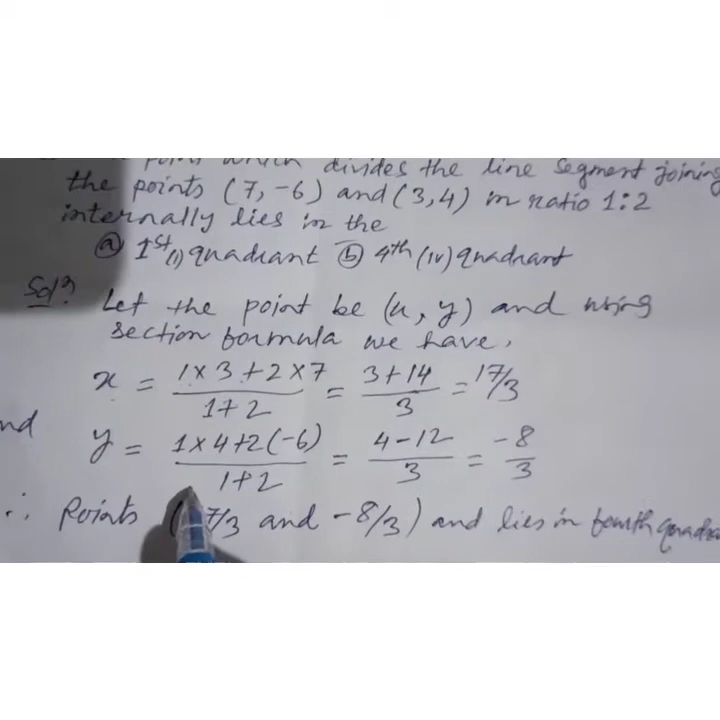 point which divides the line segment joining
the points (7, -6) and (3, 4) in ratio 1:2
internally lies in the
(a) 1st (I) quadrant (b) 4th (IV) quadrant
Sol? Let the point be (x, y) and using
section formula we have,
x = 1×3+2×7 / 1+2 = 3+14 / 3 = 17/3
nd y = 1×4+2(-6) / 1+2 = 4-12 / 3 = -8 / 3
∴ Points ( 7/3 and -8/3) and lies in fourth quadra